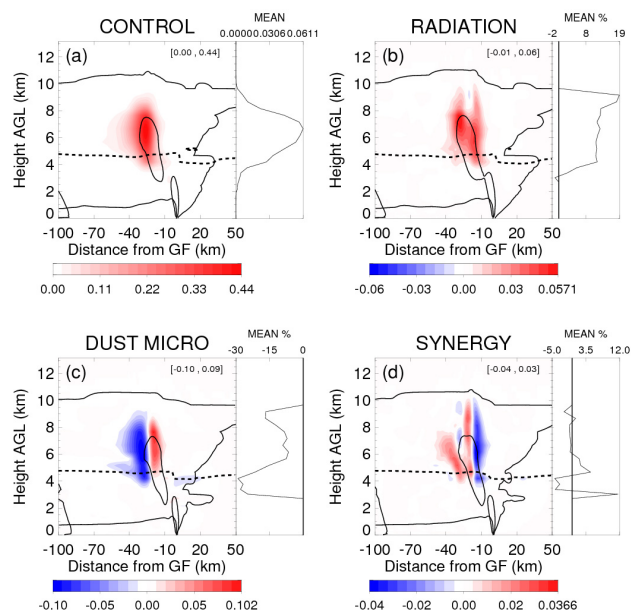 MEAN
0.0000 0.0306 0.0611
CONTROL
(a)
[0.00 , 0.44]
Height AGL (km)
12
10
8
6
4
2
0
-100 -70 -40 -10 20 50
Distance from GF (km)
0.00 0.11 0.22 0.33 0.44
MEAN %
-2 8 19
RADIATION
(b)
[-0.01 , 0.06]
Height AGL (km)
12
10
8
6
4
2
0
-100 -70 -40 -10 20 50
Distance from GF (km)
-0.06 -0.03 0.00 0.03 0.0571
MEAN %
-30 -15 0
DUST MICRO
(c)
[-0.10 , 0.09]
Height AGL (km)
12
10
8
6
4
2
0
-100 -70 -40 -10 20 50
Distance from GF (km)
-0.10 -0.05 0.00 0.05 0.102
MEAN %
-5.0 3.5 12.0
SYNERGY
(d)
[-0.04 , 0.03]
Height AGL (km)
12
10
8
6
4
2
0
-100 -70 -40 -10 20 50
Distance from GF (km)
-0.04 -0.02 0.00 0.02 0.0366